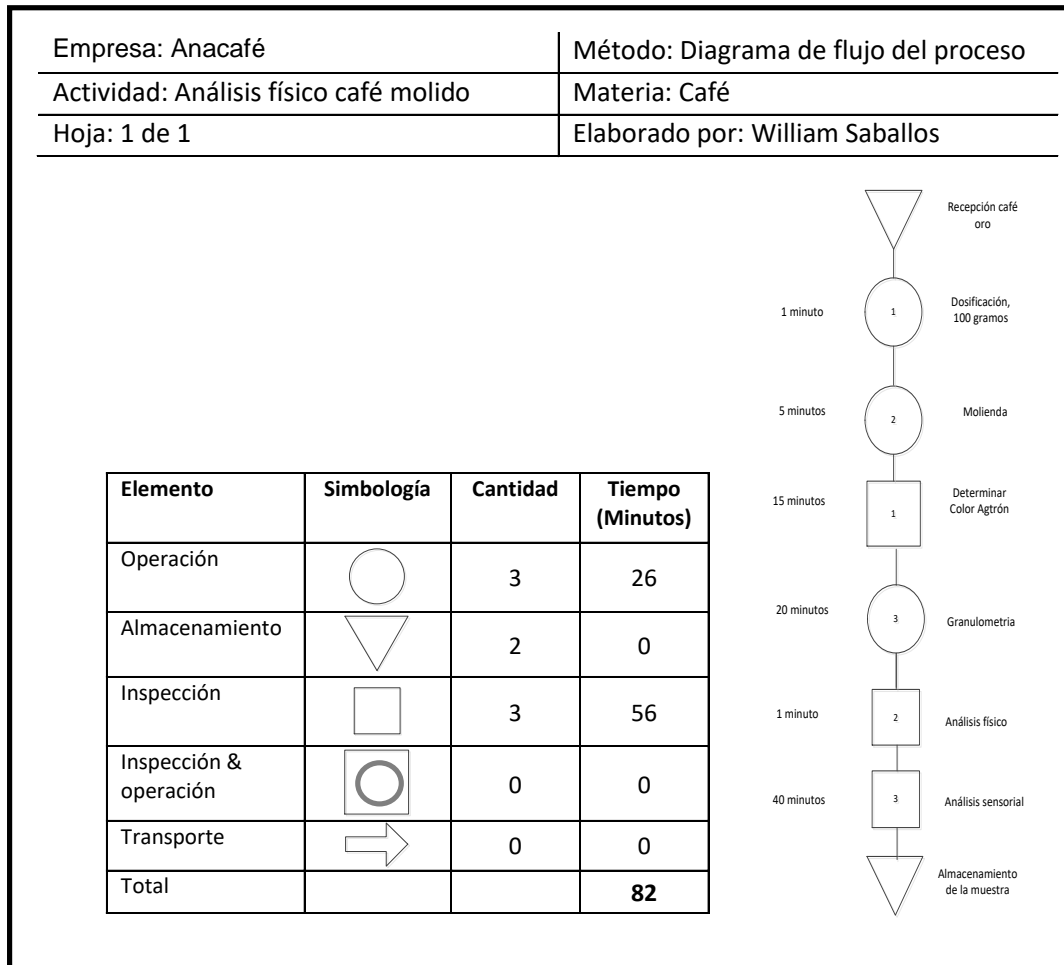 Empresa: Anacafé
Método: Diagrama de flujo del proceso
Actividad: Análisis físico café molido
Materia: Café
Hoja: 1 de 1
Elaborado por: William Saballos
Recepción café
oro
1 minuto
1
Dosificación,
100 gramos
5 minutos
2
Molienda
15 minutos
1
Determinar
Color Agtrón
20 minutos
3
Granulometria
1 minuto
2
Análisis físico
40 minutos
3
Análisis sensorial
Almacenamiento
de la muestra
Elemento
Simbología
Cantidad
Tiempo
(Minutos)
Operación
3
26
Almacenamiento
2
0
Inspección
3
56
Inspección &
operación
0
0
Transporte
0
0
Total
82